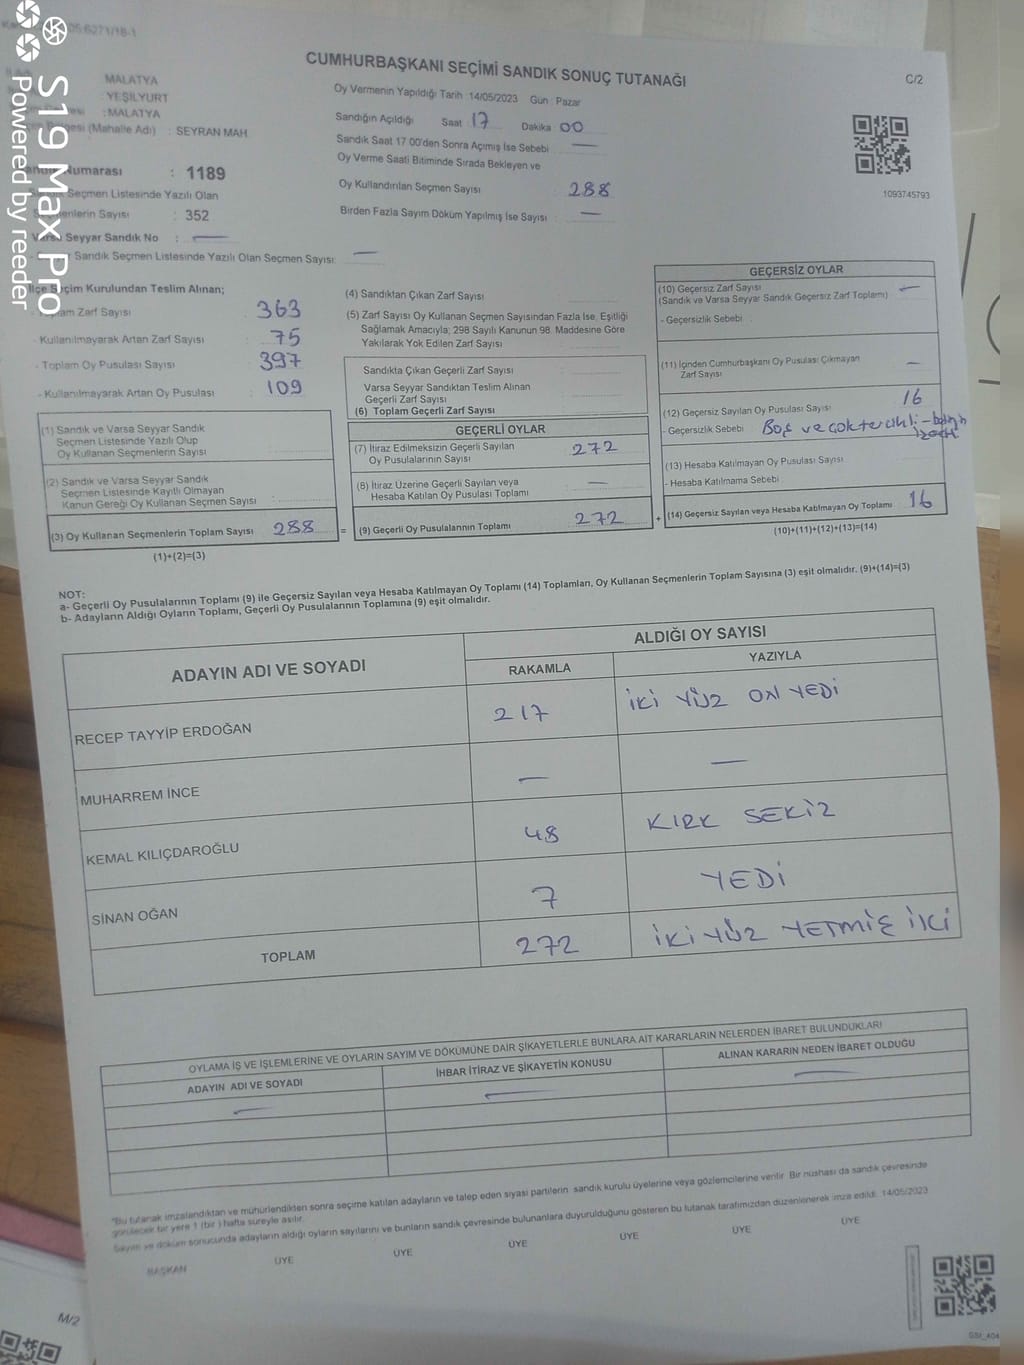 S19 Max Pro
Powered by reeder
6271/18-1
CUMHURBAŞKANI SEÇİMİ SANDIK SONUÇ TUTANAĞI
C/2
MALATYA
: YEŞİLYURT
: MALATYA
(Mahalle Adı) : SEYRAN MAH
Numarası : 1189
Seçmen Listesinde Yazılı Olan
Sayısı : 352
Varsa Seyyar Sandık No : —
Sandık Seçmen Listesinde Yazılı Olan Seçmen Sayısı: —
Oy Vermenin Yapıldığı Tarih : 14/05/2023 Gün : Pazar
Sandığın Açıldığı Saat 17 Dakika 00
Sandık Saat 17.00'den Sonra Açımış İse Sebebi —
Oy Verme Saati Bitiminde Sırada Bekleyen ve
Oy Kullandırılan Seçmen Sayısı : 288
Birden Fazla Sayım Döküm Yapılmış İse Sayısı : —
1093745793
İlçe Seçim Kurulundan Teslim Alınan;
Toplam Zarf Sayısı : 363
- Kullanılmayarak Artan Zarf Sayısı : 75
- Toplam Oy Pusulası Sayısı : 397
- Kullanılmayarak Artan Oy Pusulası : 109
(1) Sandık ve Varsa Seyyar Sandık
Seçmen Listesinde Yazılı Olup
Oy Kullanan Seçmenlerin Sayısı :
(2) Sandık ve Varsa Seyyar Sandık
Seçmen Listesinde Kayıtlı Olmayan
Kanun Gereği Oy Kullanan Seçmen Sayısı :
(3) Oy Kullanan Seçmenlerin Toplam Sayısı 288 =
(1)+(2)=(3)
(4) Sandıktan Çıkan Zarf Sayısı
(5) Zarf Sayısı Oy Kullanan Seçmen Sayısından Fazla İse, Eşitliği
Sağlamak Amacıyla; 298 Sayılı Kanunun 98. Maddesine Göre
Yakılarak Yok Edilen Zarf Sayısı
Sandıkta Çıkan Geçerli Zarf Sayısı
Varsa Seyyar Sandıktan Teslim Alınan
Geçerli Zarf Sayısı
(6) Toplam Geçerli Zarf Sayısı
GEÇERLİ OYLAR
(7) İtiraz Edilmeksizin Geçerli Sayılan
Oy Pusulalarının Sayısı : 272
(8) İtiraz Üzerine Geçerli Sayılan veya
Hesaba Katılan Oy Pusulası Toplamı : —
(9) Geçerli Oy Pusulalarının Toplamı 272 +
GEÇERSİZ OYLAR
(10) Geçersiz Zarf Sayısı —
(Sandık ve Varsa Seyyar Sandık Geçersiz Zarf Toplamı)
- Geçersizlik Sebebi :
(11) İçinden Cumhurbaşkanı Oy Pusulası Çıkmayan
Zarf Sayısı —
(12) Geçersiz Sayılan Oy Pusulası Sayısı 16
- Geçersizlik Sebebi Boş ve çok tercihli
(13) Hesaba Katılmayan Oy Pusulası Sayısı
- Hesaba Katılmama Sebebi
(14) Geçersiz Sayılan veya Hesaba Katılmayan Oy Toplamı 16
(10)+(11)+(12)+(13)=(14)
NOT:
a- Geçerli Oy Pusulalarının Toplamı (9) ile Geçersiz Sayılan veya Hesaba Katılmayan Oy Toplamı (14) Toplamları, Oy Kullanan Seçmenlerin Toplam Sayısına (3) eşit olmalıdır. (9)+(14)=(3)
b- Adayların Aldığı Oyların Toplamı, Geçerli Oy Pusulalarının Toplamına (9) eşit olmalıdır.
ADAYIN ADI VE SOYADI
ALDIĞI OY SAYISI
RAKAMLA YAZIYLA
RECEP TAYYİP ERDOĞAN 217 İKİ YÜZ ON YEDİ
MUHARREM İNCE — —
KEMAL KILIÇDAROĞLU 48 KIRK SEKİZ
SİNAN OĞAN 7 YEDİ
TOPLAM 272 İKİ YÜZ YETMİŞ İKİ
OYLAMA İŞ VE İŞLEMLERİNE VE OYLARIN SAYIM VE DÖKÜMÜNE DAİR ŞİKAYETLERLE BUNLARA AİT KARARLARIN NELERDEN İBARET BULUNDUKLARI
ADAYIN ADI VE SOYADI İHBAR İTİRAZ VE ŞİKAYETİN KONUSU ALINAN KARARIN NEDEN İBARET OLDUĞU
— — —
"Bu tutanak imzalandıktan ve mühürlendikten sonra seçime katılan adayların ve talep eden siyasi partilerin sandık kurulu üyelerine veya gözlemcilerine verilir. Bir nüshası da sandık çevresinde
görülecek bir yere 1 (bir ) hafta süreyle asılır.
Sayım ve döküm sonucunda adayların aldığı oyların sayılarını ve bunların sandık çevresinde bulunanlara duyurulduğunu gösteren bu tutanak tarafımızdan düzenlenerek imza edildi. 14/05/2023
BAŞKAN ÜYE ÜYE ÜYE ÜYE ÜYE ÜYE
M/2